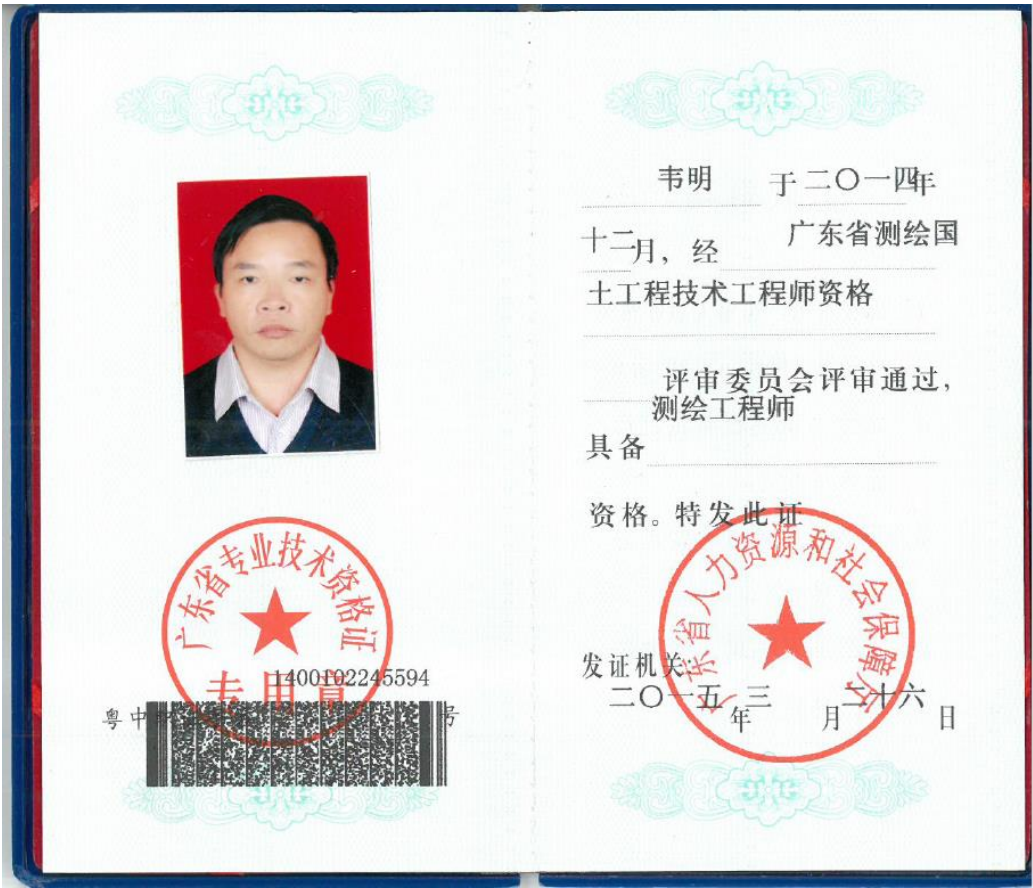 广东省专业技术资格证
专用章
1400102245594
粤中 号
韦明 于二〇一四年
十二月，经 广东省测绘国
土工程技术工程师资格
评审委员会评审通过，
测绘工程师
具备
资格。特发此证
广东省人力资源和社会保障厅
发证机关
二〇一五年三月二十六日